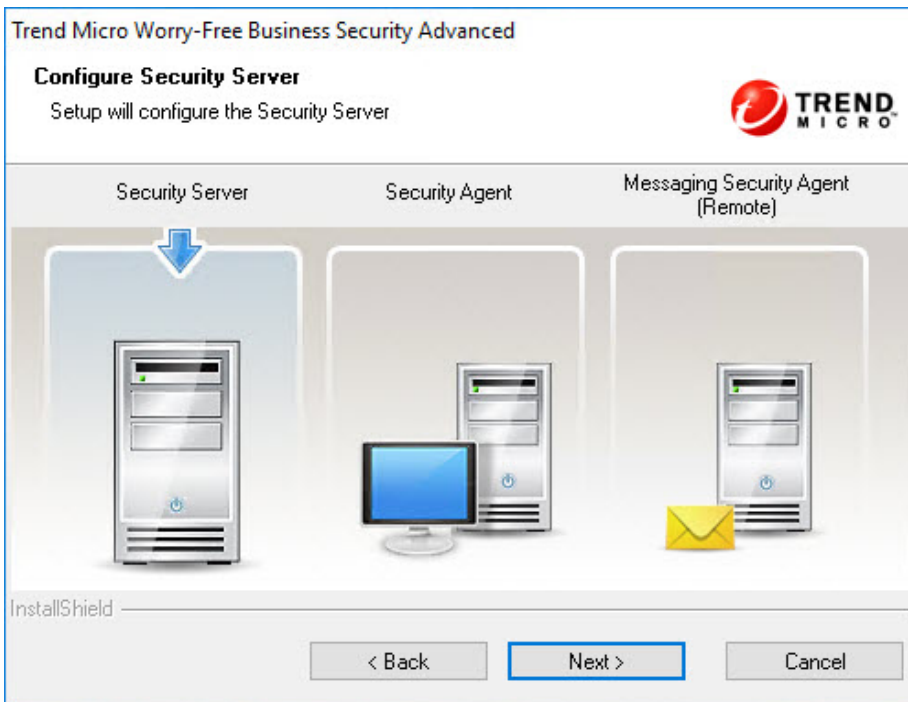 Trend Micro Worry-Free Business Security Advanced
Configure Security Server
Setup will configure the Security Server
TREND
MICRO™
Security Server
Security Agent
Messaging Security Agent
(Remote)
InstallShield
< Back
Next >
Cancel